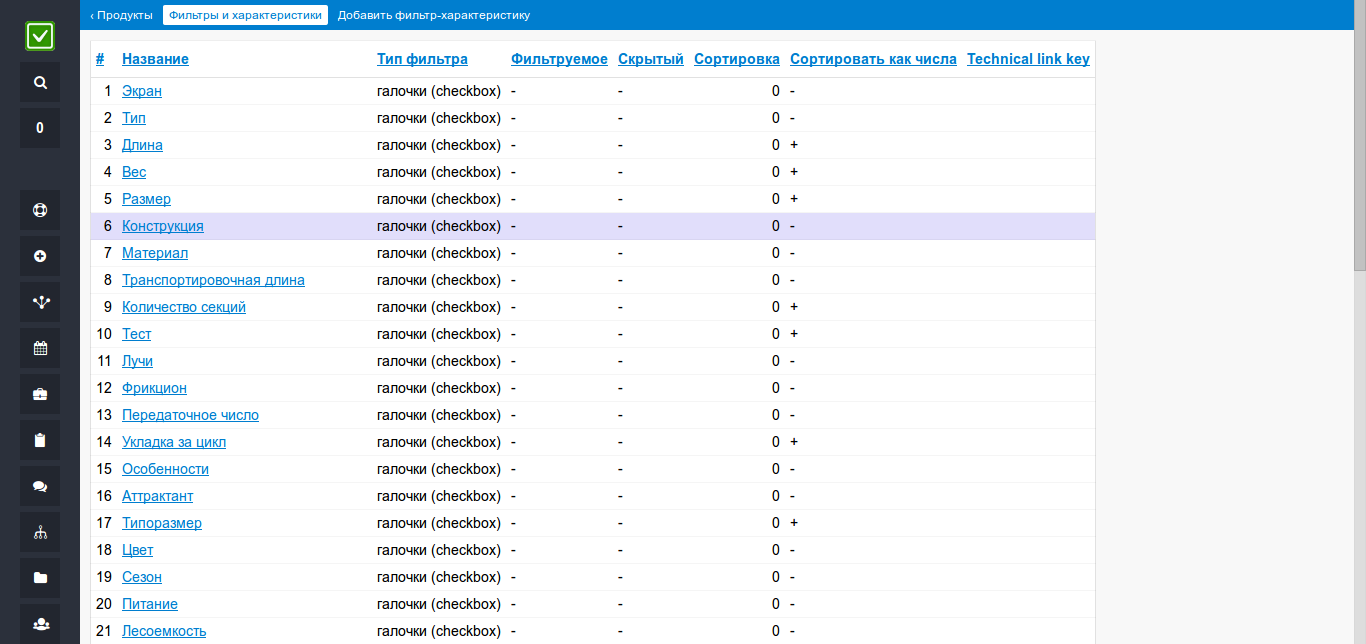 ‹ Продукты Фильтры и характеристики Добавить фильтр-характеристику
0
# Название Тип фильтра Фильтруемое Скрытый Сортировка Сортировать как числа Technical link key
1 Экран галочки (checkbox) - - 0 -
2 Тип галочки (checkbox) - - 0 -
3 Длина галочки (checkbox) - - 0 +
4 Вес галочки (checkbox) - - 0 +
5 Размер галочки (checkbox) - - 0 +
6 Конструкция галочки (checkbox) - - 0 -
7 Материал галочки (checkbox) - - 0 -
8 Транспортировочная длина галочки (checkbox) - - 0 -
9 Количество секций галочки (checkbox) - - 0 +
10 Тест галочки (checkbox) - - 0 +
11 Лучи галочки (checkbox) - - 0 -
12 Фрикцион галочки (checkbox) - - 0 -
13 Передаточное число галочки (checkbox) - - 0 -
14 Укладка за цикл галочки (checkbox) - - 0 +
15 Особенности галочки (checkbox) - - 0 -
16 Аттрактант галочки (checkbox) - - 0 -
17 Типоразмер галочки (checkbox) - - 0 +
18 Цвет галочки (checkbox) - - 0 -
19 Сезон галочки (checkbox) - - 0 -
20 Питание галочки (checkbox) - - 0 -
21 Лесоемкость галочки (checkbox) - - 0 -